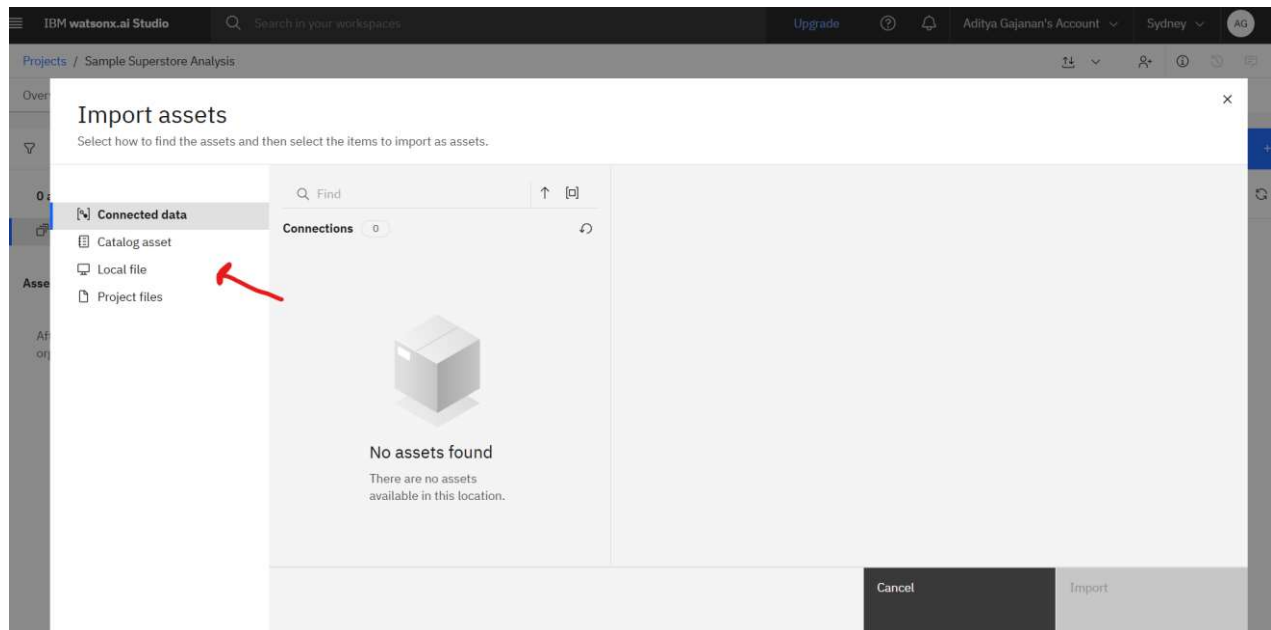 IBM watsonx.ai Studio
Search in your workspaces
Upgrade
Aditya Gajanan's Account
Sydney
AG
Projects / Sample Superstore Analysis
Import assets
Select how to find the assets and then select the items to import as assets.
Find
Connected data
Connections 0
Catalog asset
Local file
Project files
No assets found
There are no assets
available in this location.
Cancel
Import